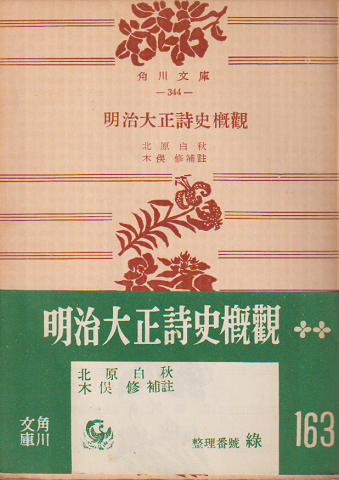 角川文庫
—344—
明治大正詩史概觀
北原白秋
木俣修補註
明治大正詩史概觀
北原白秋
木俣修補註
角川文庫
整理番號 綠
163